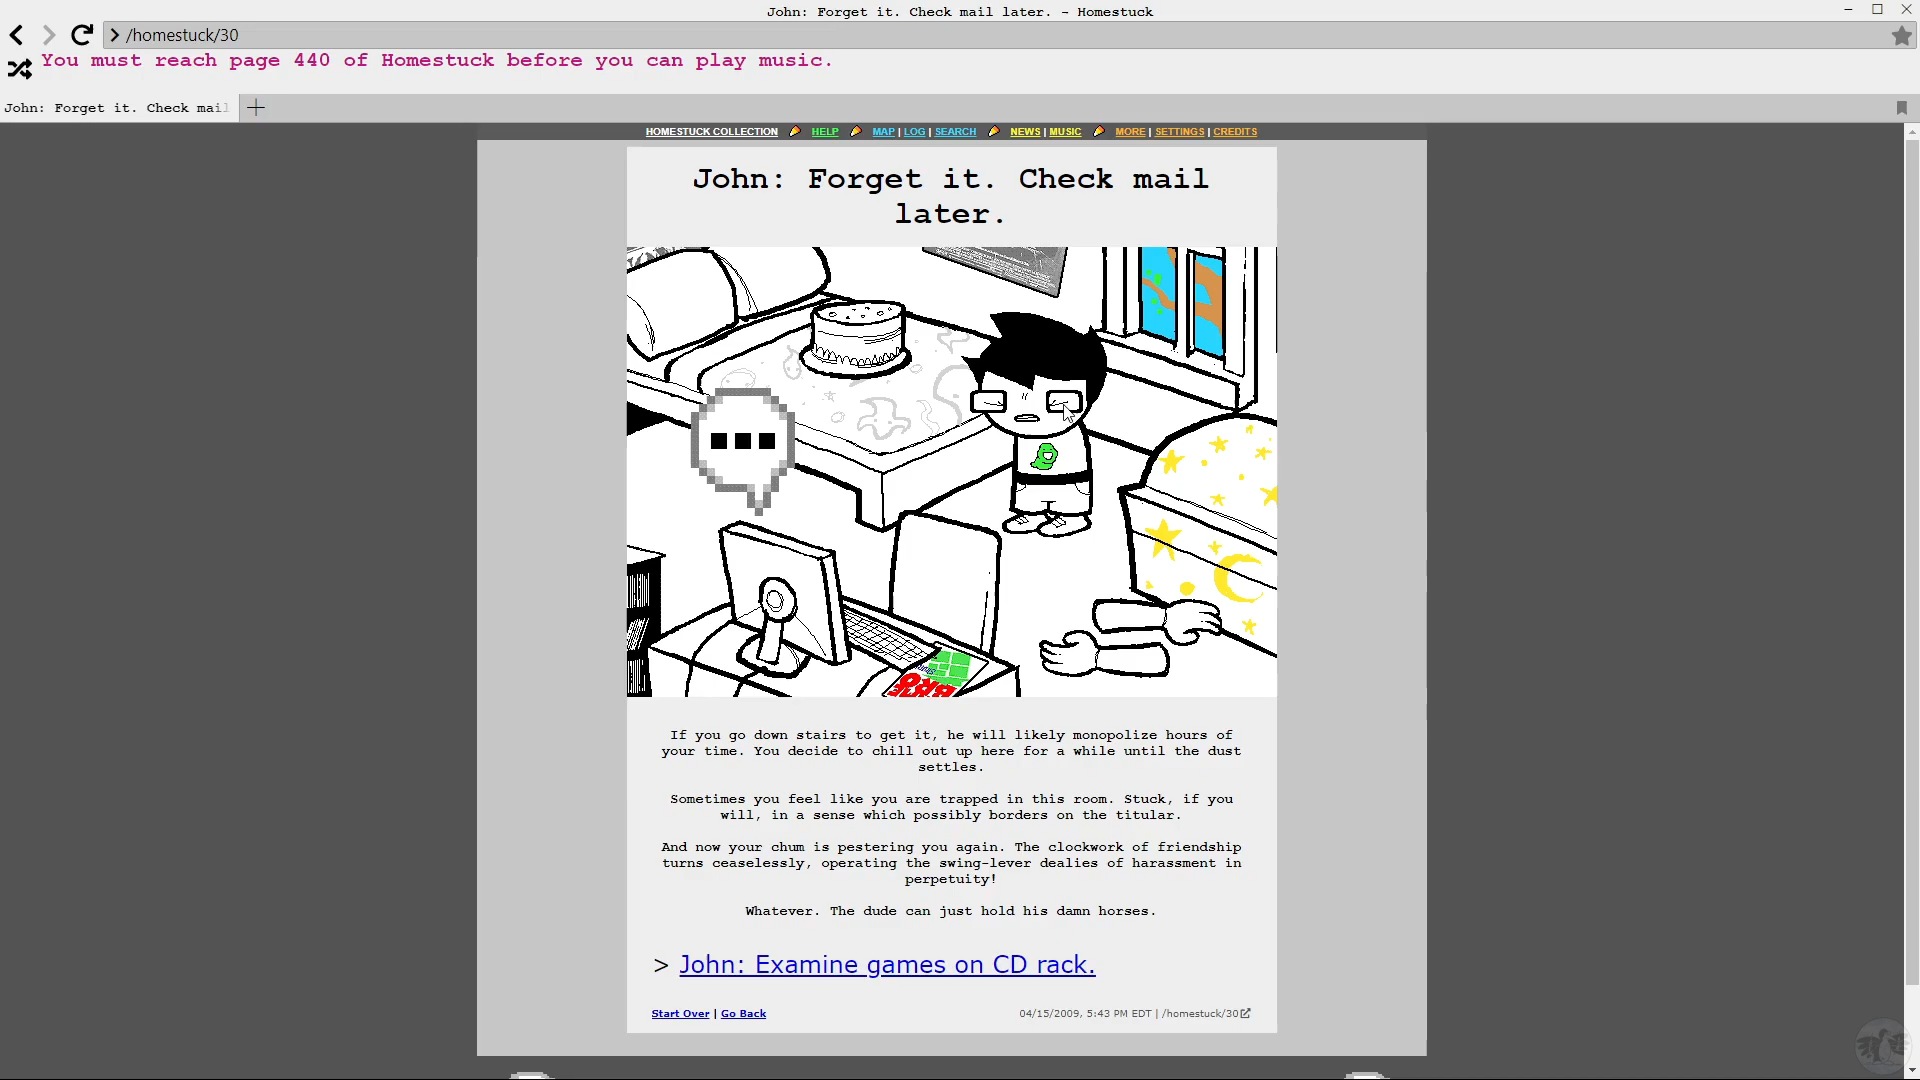 John: Forget it. Check mail later. - Homestuck
/homestuck/30
You must reach page 440 of Homestuck before you can play music.
John: Forget it. Check mail
HOMESTUCK COLLECTION HELP MAP | LOG | SEARCH NEWS | MUSIC MORE | SETTINGS | CREDITS
John: Forget it. Check mail
later.
If you go down stairs to get it, he will likely monopolize hours of
your time. You decide to chill out up here for a while until the dust
settles.
Sometimes you feel like you are trapped in this room. Stuck, if you
will, in a sense which possibly borders on the titular.
And now your chum is pestering you again. The clockwork of friendship
turns ceaselessly, operating the swing-lever dealies of harassment in
perpetuity!
Whatever. The dude can just hold his damn horses.
> John: Examine games on CD rack.
Start Over | Go Back
04/15/2009, 5:43 PM EDT | /homestuck/30